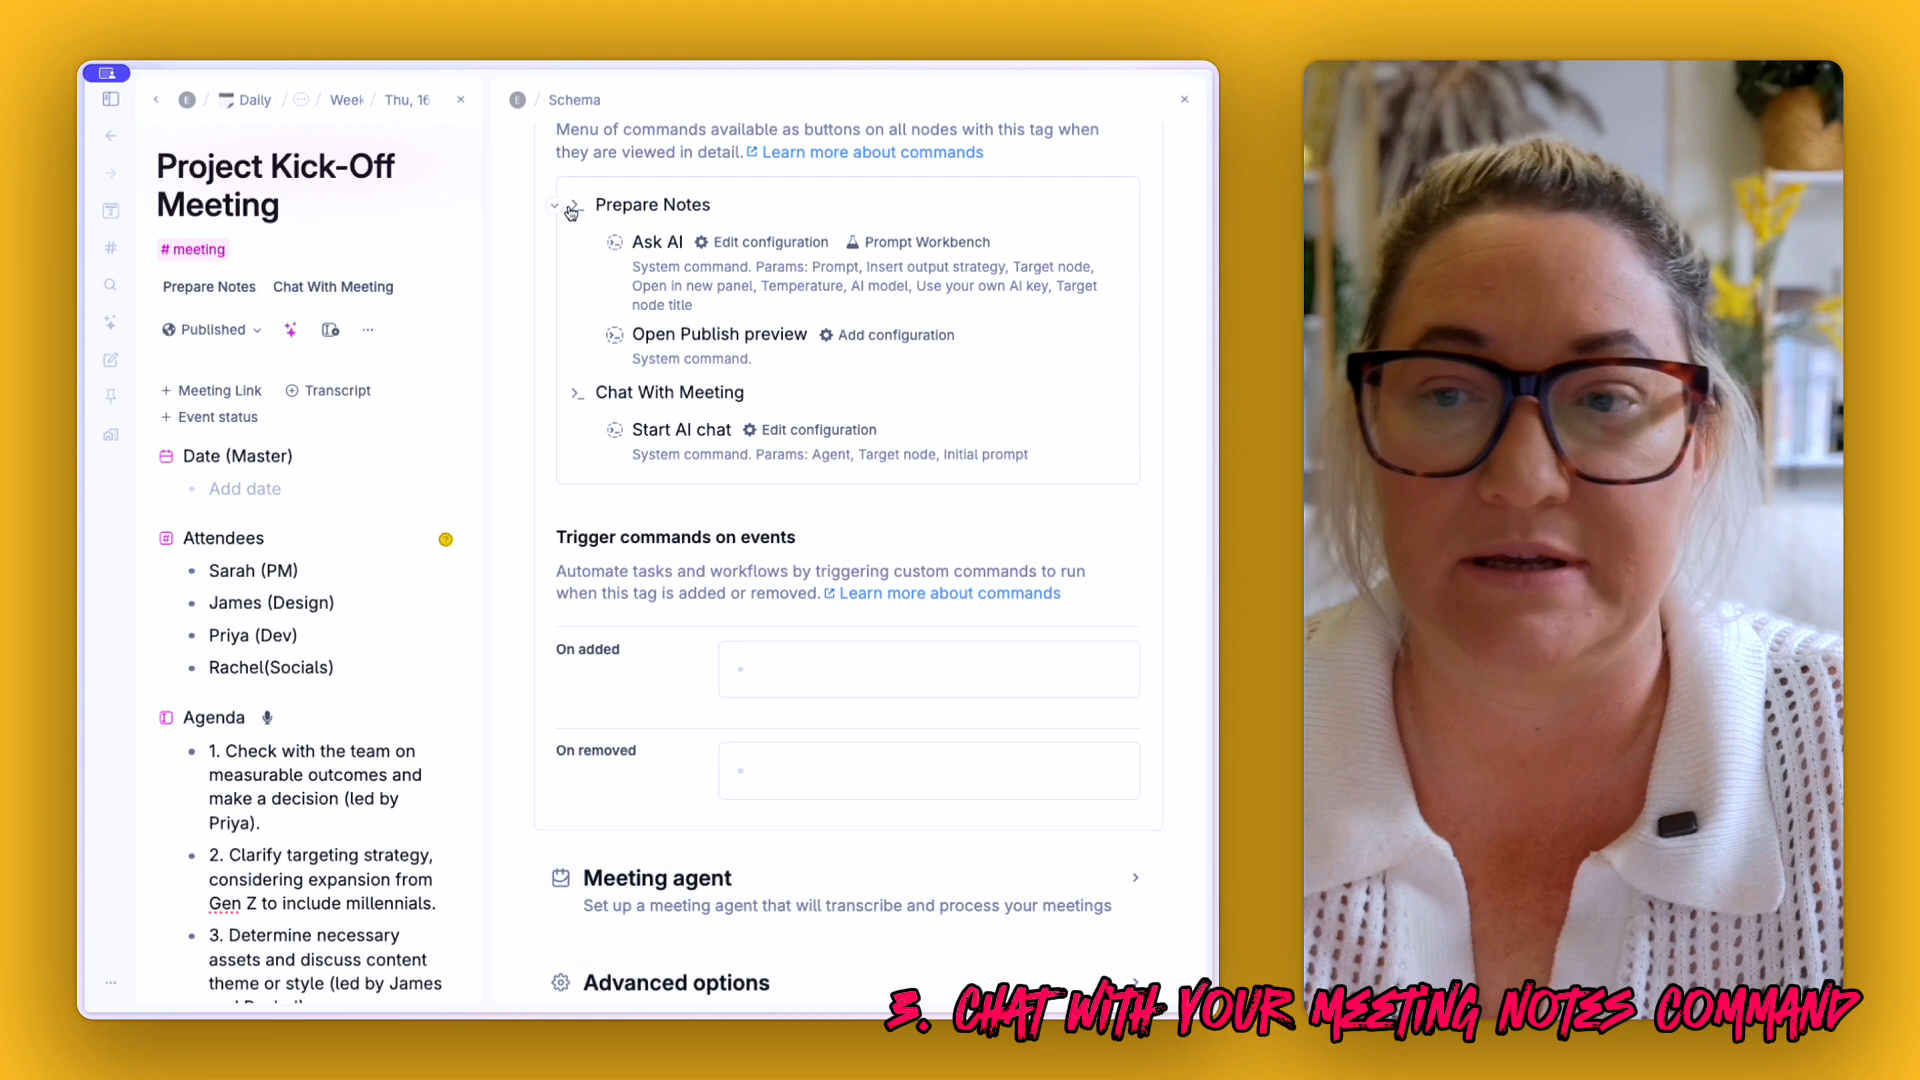 E / Daily / Week / Thu, 16
Project Kick-Off
Meeting
# meeting
Prepare Notes Chat With Meeting
Published
+ Meeting Link Transcript
+ Event status
Date (Master)
Add date
Attendees
Sarah (PM)
James (Design)
Priya (Dev)
Rachel(Socials)
Agenda
1. Check with the team on
measurable outcomes and
make a decision (led by
Priya).
2. Clarify targeting strategy,
considering expansion from
Gen Z to include millennials.
3. Determine necessary
assets and discuss content
theme or style (led by James
E / Schema
Menu of commands available as buttons on all nodes with this tag when
they are viewed in detail. Learn more about commands
Prepare Notes
Ask AI Edit configuration Prompt Workbench
System command. Params: Prompt, Insert output strategy, Target node,
Open in new panel, Temperature, AI model, Use your own AI key, Target
node title
Open Publish preview Add configuration
System command.
Chat With Meeting
Start AI chat Edit configuration
System command. Params: Agent, Target node, Initial prompt
Trigger commands on events
Automate tasks and workflows by triggering custom commands to run
when this tag is added or removed. Learn more about commands
On added
On removed
Meeting agent
Set up a meeting agent that will transcribe and process your meetings
Advanced options
3. CHAT WITH YOUR MEETING NOTES COMMAND